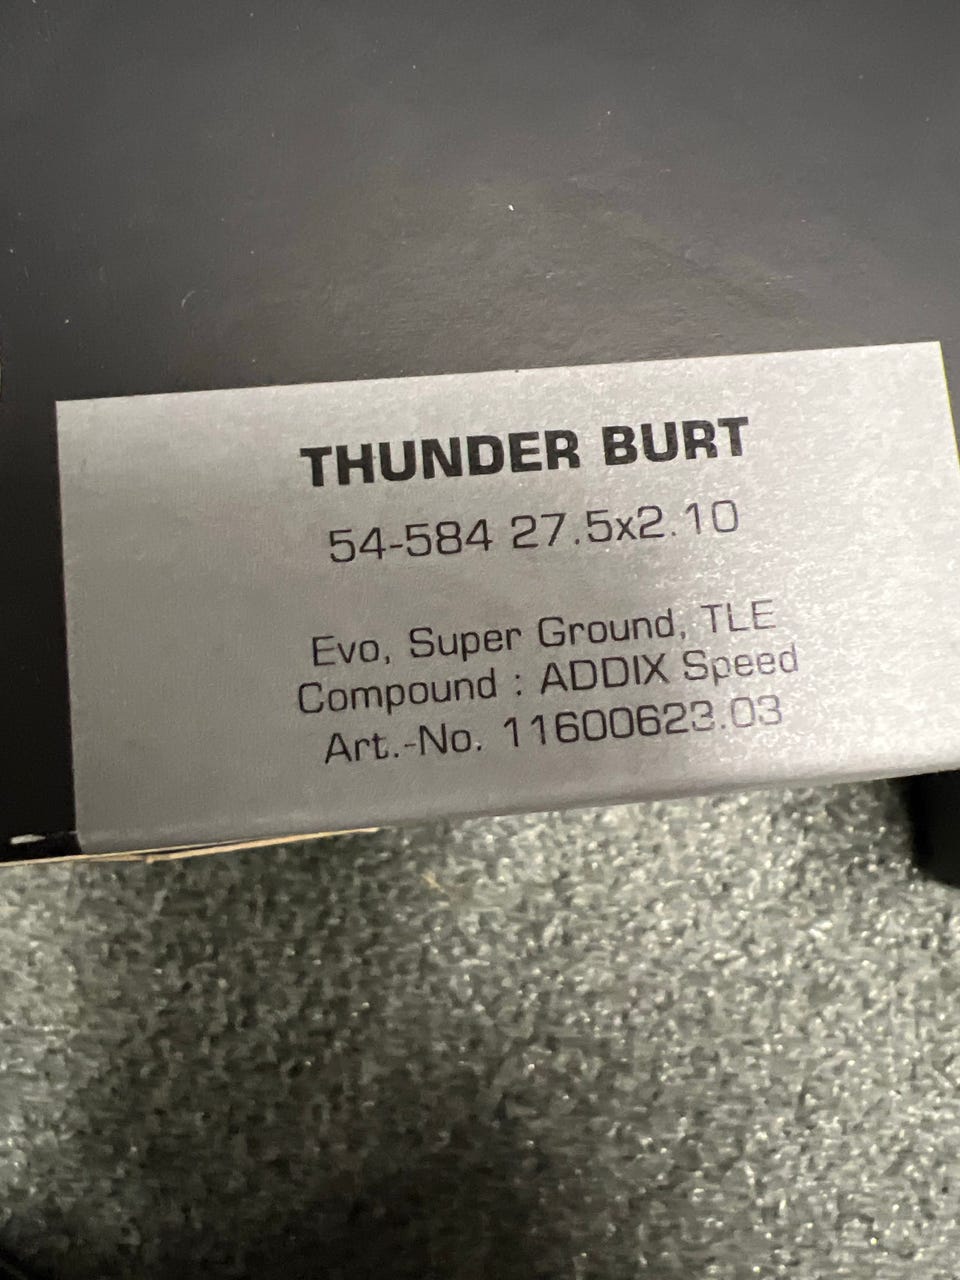 THUNDER BURT
54-584 27.5x2.10
Evo, Super Ground, TLE
Compound : ADDIX Speed
Art.-No. 11600623.03